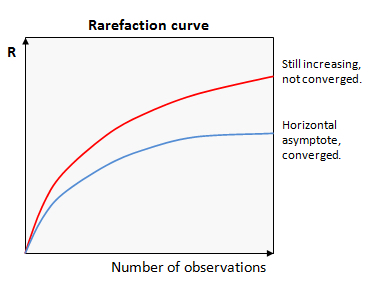 Rarefaction curve
R
Still increasing,
not converged.
Horizontal
asymptote,
converged.
Number of observations